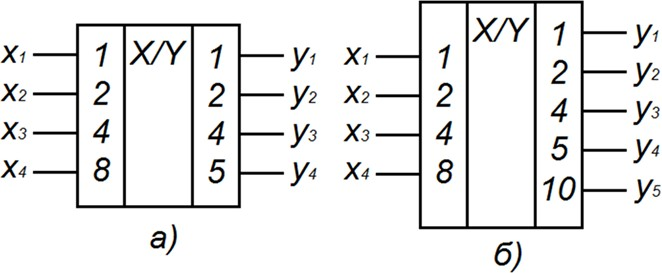 1 X/Y 1
x1 y1
2 2
x2 y2
4 4
x3 y3
8 5
x4 y4
а)
1 X/Y 1
x1 y1
2 2
x2 y2
4 4
x3 y3
8 5
x4 y4
10
y5
б)